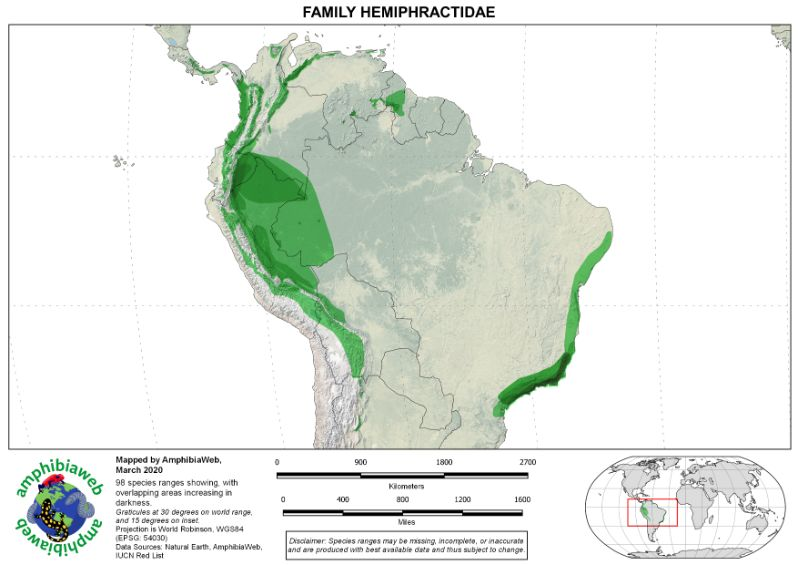 FAMILY HEMIPHRACTIDAE
amphibiaweb
amphibiaweb
Mapped by AmphibiaWeb,
March 2020
98 species ranges showing, with
overlapping areas increasing in
darkness.
Graticules at 30 degrees on world range,
and 15 degrees on inset.
Projection is World Robinson, WGS84
(EPSG: 54030)
Data Sources: Natural Earth, AmphibiaWeb,
IUCN Red List
0 900 1800 2700
Kilometers
0 400 800 1200 1600
Miles
Disclaimer: Species ranges may be missing, incomplete, or inaccurate
and are produced with best available data and thus subject to change.